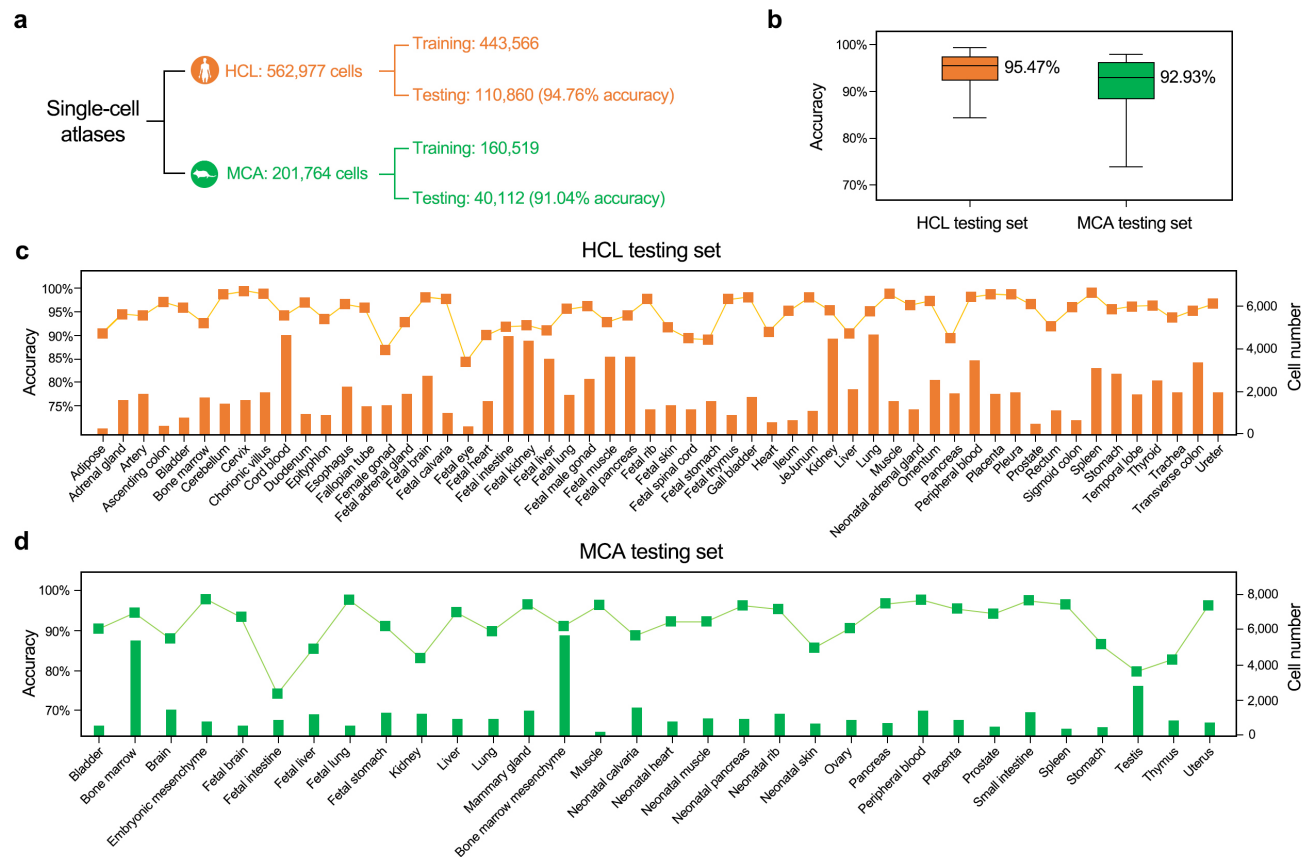 a
Single-cell
atlases
HCL: 562,977 cells
Training: 443,566
Testing: 110,860 (94.76% accuracy)
MCA: 201,764 cells
Training: 160,519
Testing: 40,112 (91.04% accuracy)
b
Accuracy
100%
90%
80%
70%
95.47%
92.93%
HCL testing set
MCA testing set
c
HCL testing set
Accuracy
100%
95%
90%
85%
80%
75%
6,000
4,000
2,000
0
Cell number
Adipose
Adrenal gland
Artery
Ascending colon
Bladder
Bone marrow
Cerebellum
Cervix
Chorionic villus
Cord blood
Duodenum
Epityphlon
Esophagus
Fallopian tube
Female gonad
Fetal adrenal gland
Fetal brain
Fetal calvaria
Fetal eye
Fetal heart
Fetal intestine
Fetal kidney
Fetal liver
Fetal lung
Fetal male gonad
Fetal muscle
Fetal pancreas
Fetal rib
Fetal skin
Fetal spinal cord
Fetal stomach
Fetal thymus
Gall bladder
Heart
Ileum
JeJunum
Kidney
Liver
Lung
Muscle
Neonatal adrenal gland
Omentum
Pancreas
Peripheral blood
Placenta
Pleura
Prostate
Rectum
Sigmoid colon
Spleen
Stomach
Temporal lobe
Thyroid
Trachea
Transverse colon
Ureter
d
MCA testing set
Accuracy
100%
90%
80%
70%
8,000
6,000
4,000
2,000
0
Cell number
Bladder
Bone marrow
Brain
Embryonic mesenchyme
Fetal brain
Fetal intestine
Fetal liver
Fetal lung
Fetal stomach
Kidney
Liver
Lung
Mammary gland
Bone marrow mesenchyme
Muscle
Neonatal calvaria
Neonatal heart
Neonatal muscle
Neonatal pancreas
Neonatal rib
Neonatal skin
Ovary
Pancreas
Peripheral blood
Placenta
Prostate
Small intestine
Spleen
Stomach
Testis
Thymus
Uterus